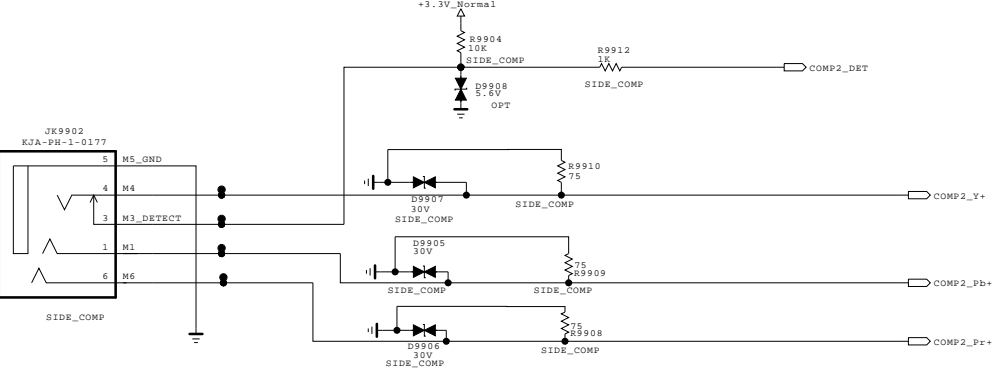 +3.3V_Normal
R9904
10K
SIDE_COMP
R9912
1K
SIDE_COMP
COMP2_DET
D9908
5.6V
OPT
JK9902
KJA-PH-1-0177
5 M5_GND
4 M4
3 M3_DETECT
1 M1
6 M6
SIDE_COMP
R9910
75
SIDE_COMP
D9907
30V
SIDE_COMP
COMP2_Y+
D9905
30V
SIDE_COMP
75
R9909
SIDE_COMP
COMP2_Pb+
D9906
30V
SIDE_COMP
75
R9908
SIDE_COMP
COMP2_Pr+